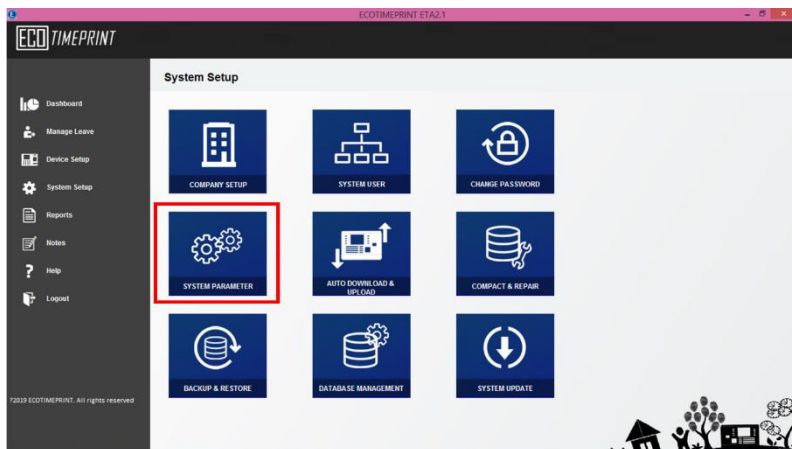 ECOTIMEPRINT ETA2.1
ECO TIMEPRINT
System Setup
Dashboard
Manage Leave
Device Setup
System Setup
Reports
Notes
Help
Logout
COMPANY SETUP
SYSTEM USER
CHANGE PASSWORD
SYSTEM PARAMETER
AUTO DOWNLOAD &
UPLOAD
COMPACT & REPAIR
BACKUP & RESTORE
DATABASE MANAGEMENT
SYSTEM UPDATE
?2019 ECOTIMEPRINT. All rights reserved